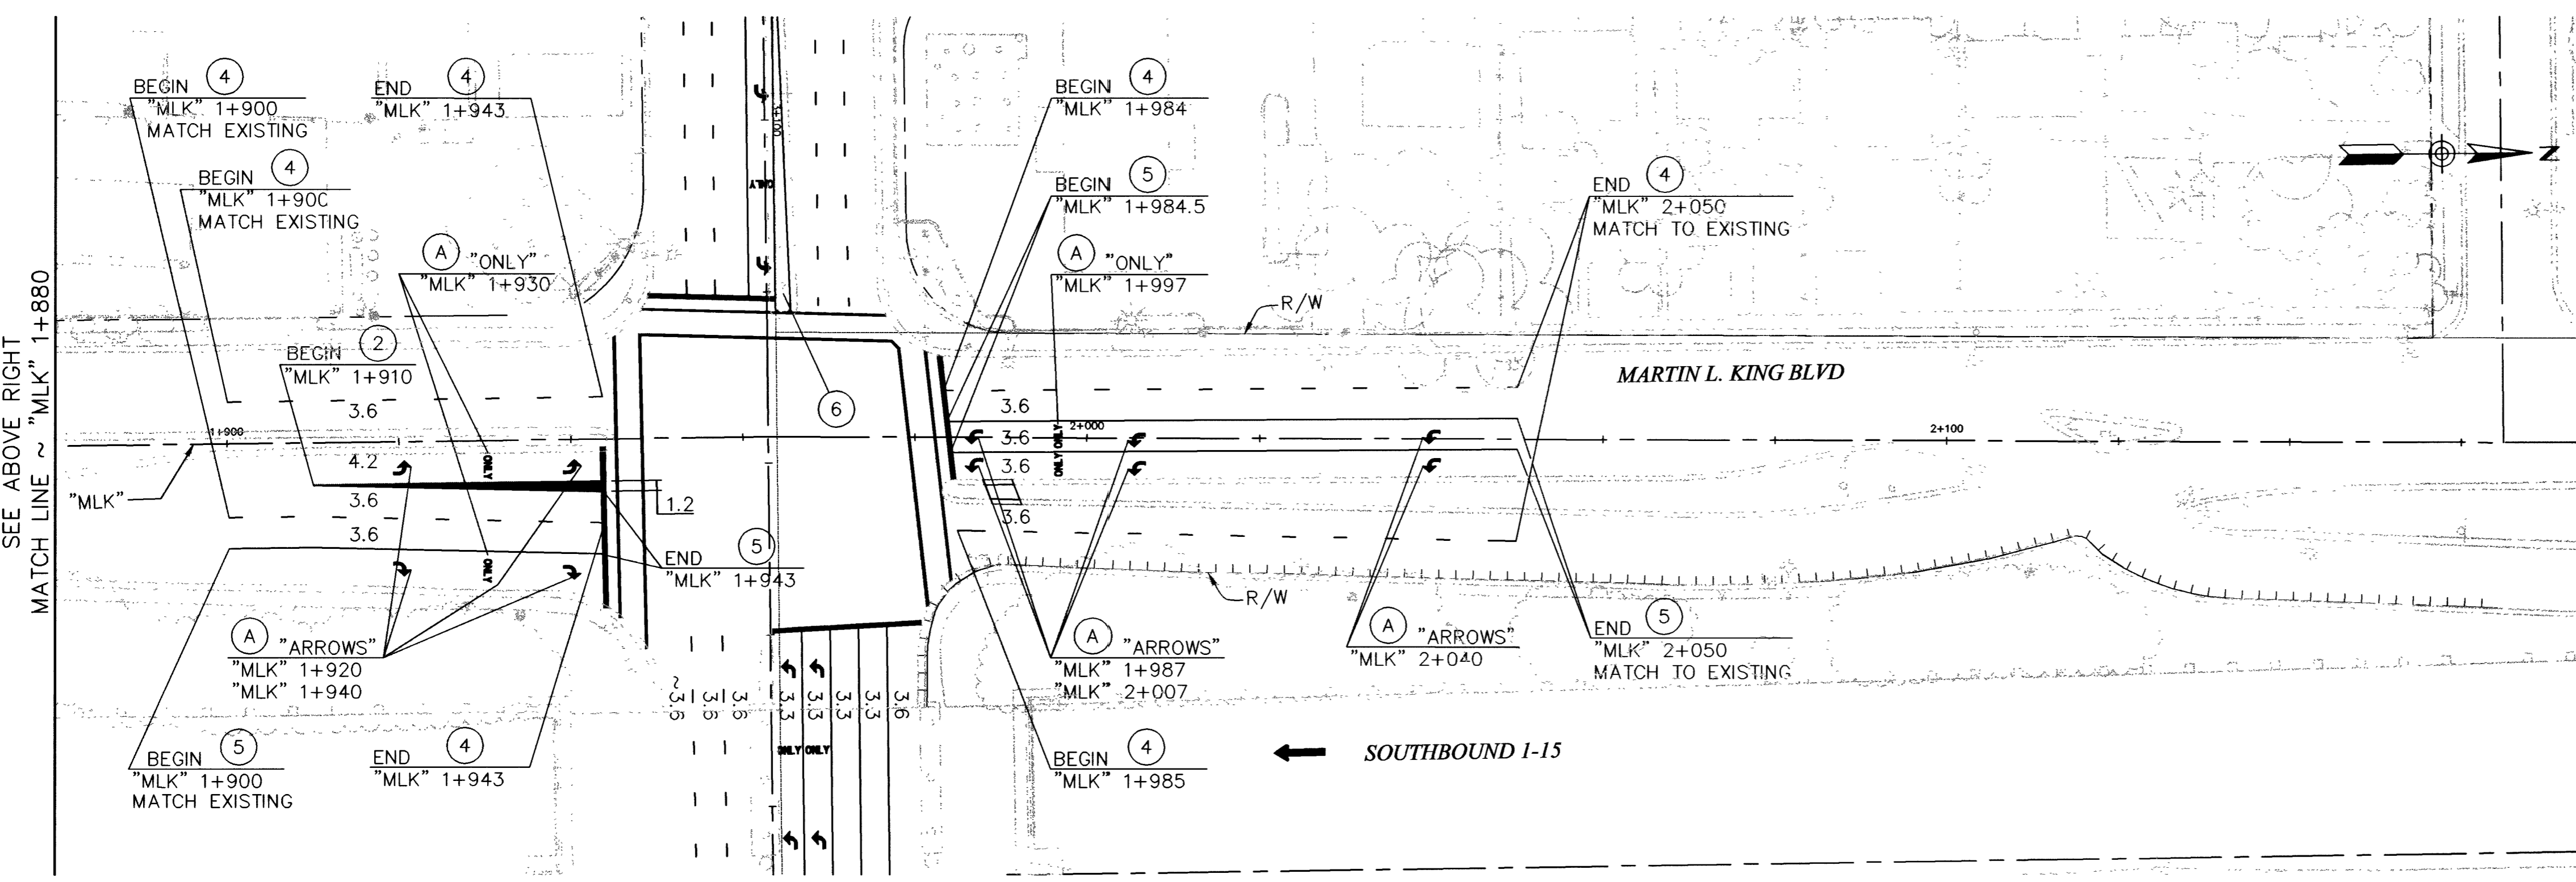 SEE ABOVE RIGHT
MATCH LINE ~ "MLK" 1+880
BEGIN 4
"MLK" 1+900
MATCH EXISTING
END 4
"MLK" 1+943
BEGIN 4
"MLK" 1+90C
MATCH EXISTING
A "ONLY"
"MLK" 1+930
BEGIN 2
"MLK" 1+910
3.6
1+900
4.2
3.6
3.6
"MLK"
ONLY
ONLY
1.2
END 5
"MLK" 1+943
A "ARROWS"
"MLK" 1+920
"MLK" 1+940
BEGIN 5
"MLK" 1+900
MATCH EXISTING
END 4
"MLK" 1+943
1+100
ONLY
6
~3.6
3.6
3.6
3.3
3.3
3.3
3.3
3.6
ONLY ONLY
BEGIN 4
"MLK" 1+984
BEGIN 5
"MLK" 1+984.5
A "ONLY"
"MLK" 1+997
R/W
3.6
3.6
3.6
3.6
ONLY ONLY
2+000
END 4
"MLK" 2+050
MATCH TO EXISTING
MARTIN L. KING BLVD
2+100
N
R/W
A "ARROWS"
"MLK" 1+987
"MLK" 2+007
A "ARROWS"
"MLK" 2+040
END 5
"MLK" 2+050
MATCH TO EXISTING
BEGIN 4
"MLK" 1+985
SOUTHBOUND 1-15